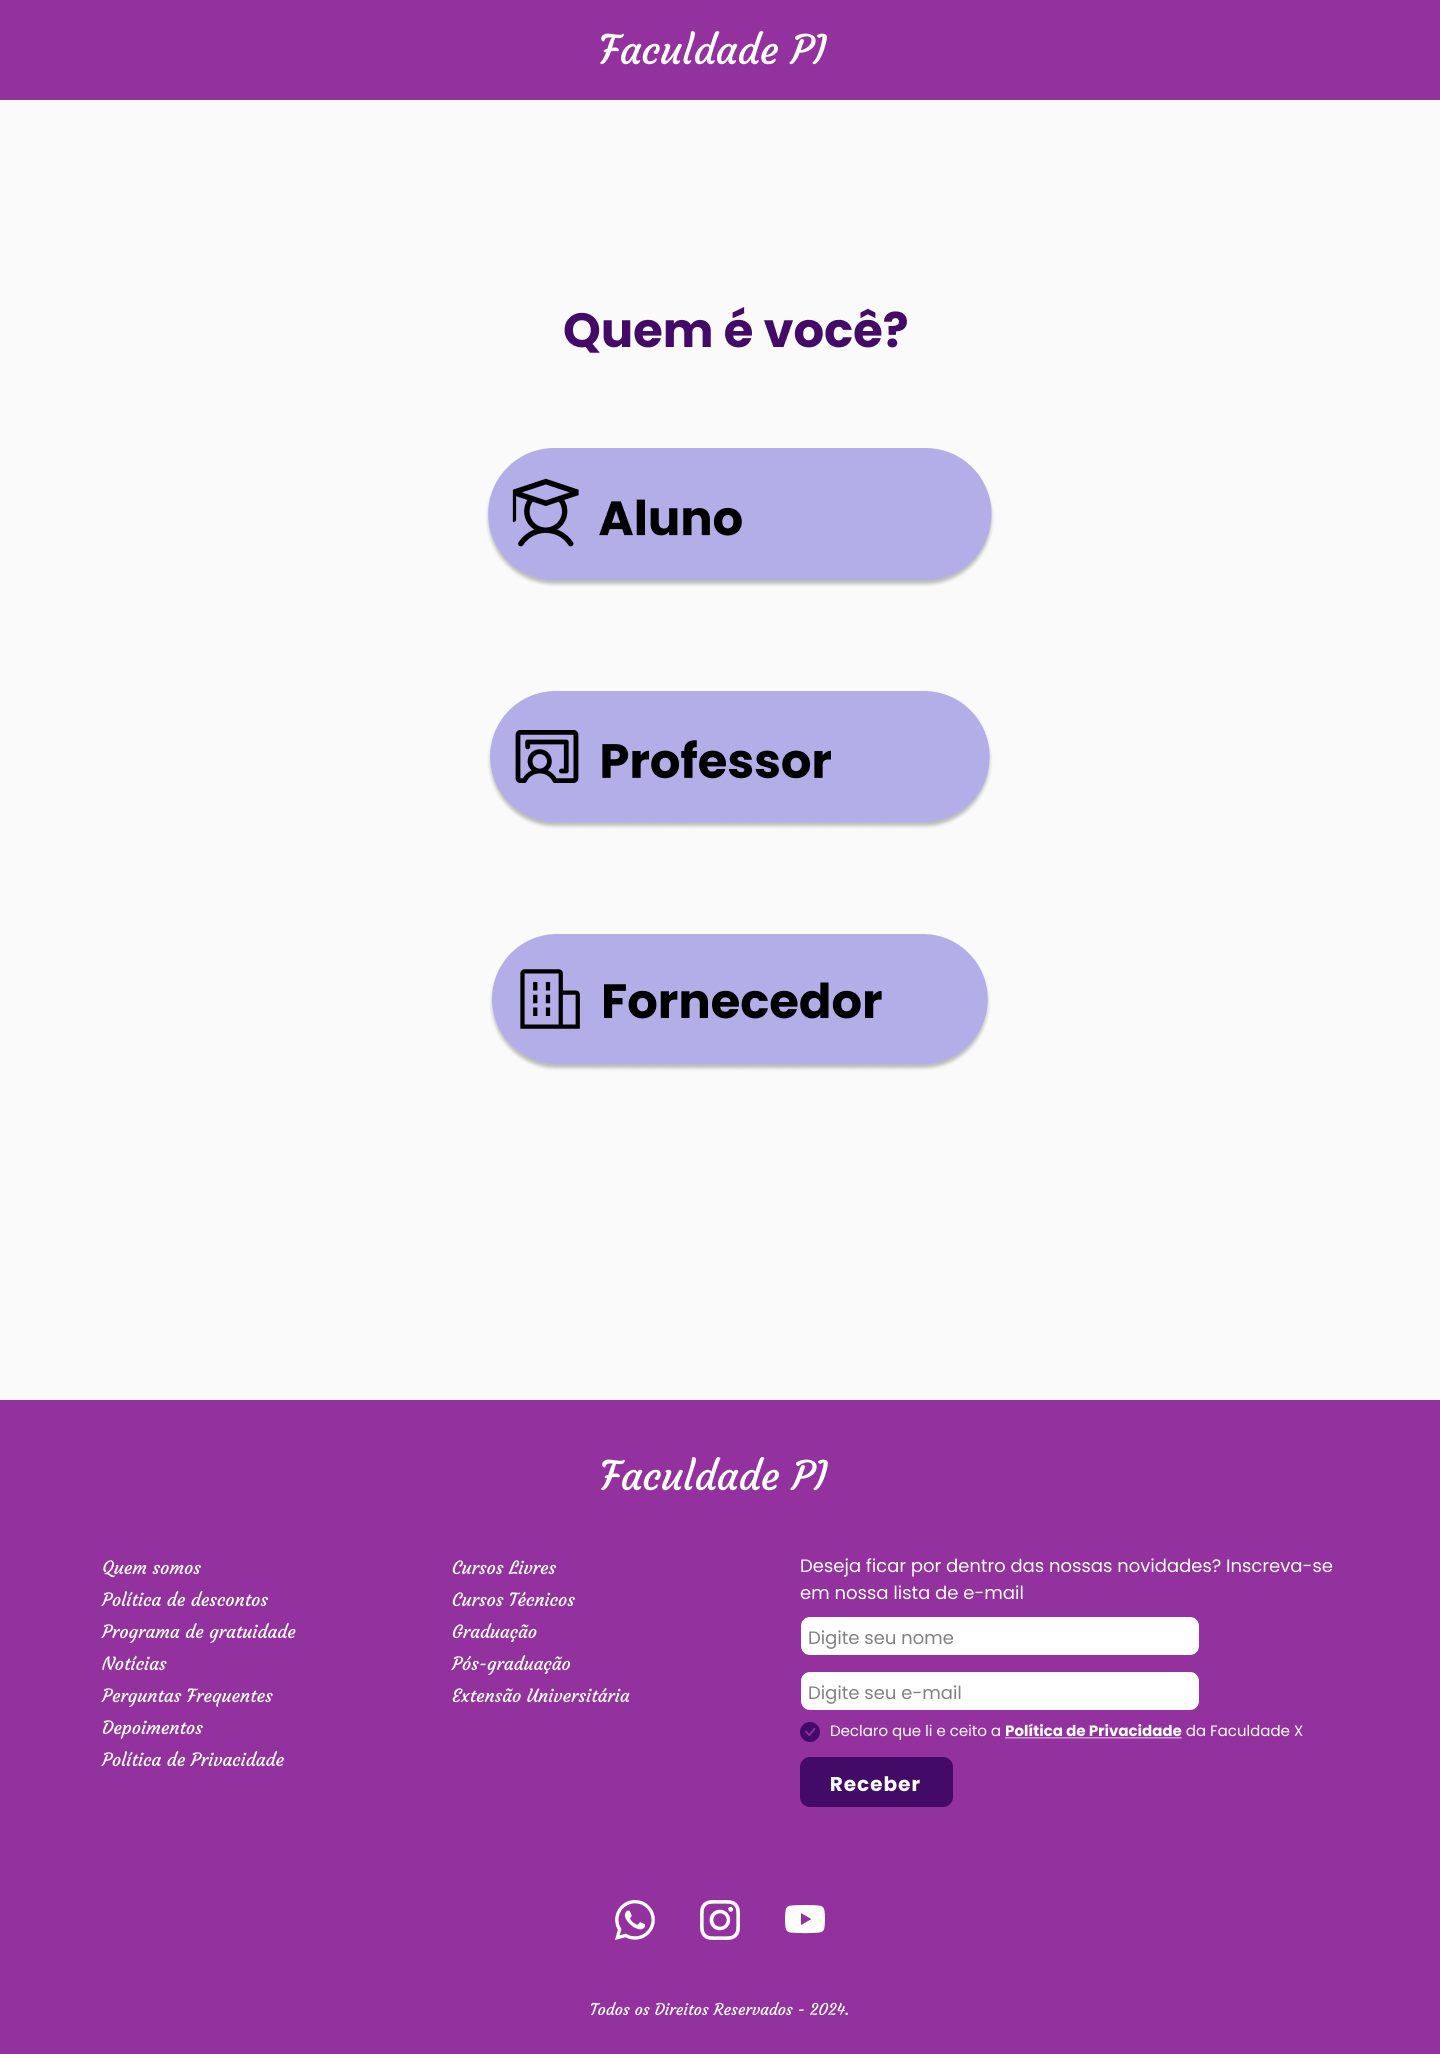 Faculdade PI
Quem é você?
Aluno
Professor
Fornecedor
Faculdade PI
Quem somos
Política de descontos
Programa de gratuidade
Notícias
Perguntas Frequentes
Depoimentos
Política de Privacidade
Cursos Livres
Cursos Técnicos
Graduação
Pós-graduação
Extensão Universitária
Deseja ficar por dentro das nossas novidades? Inscreva-se
em nossa lista de e-mail
Digite seu nome
Digite seu e-mail
Declaro que li e ceito a Política de Privacidade da Faculdade X
Receber
Todos os Direitos Reservados - 2024.